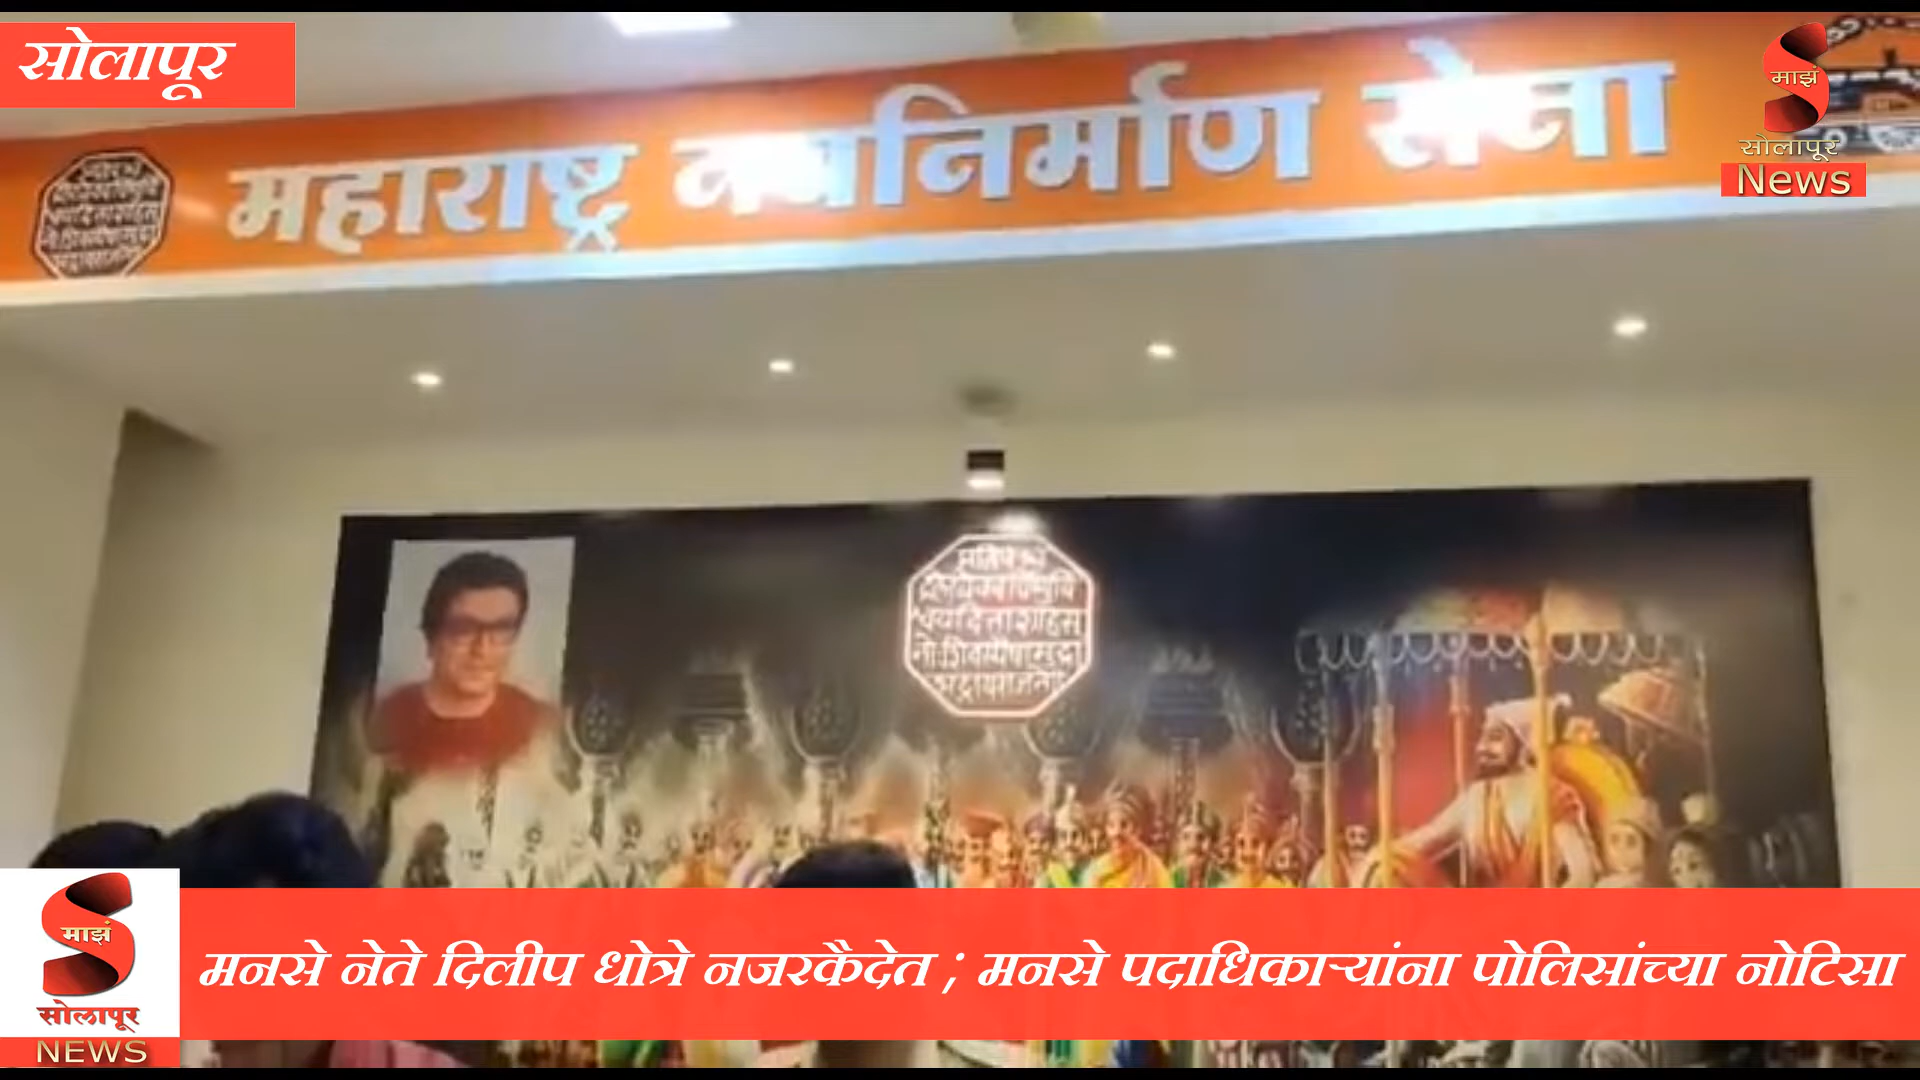 सोलापूर
महाराष्ट्र नवनिर्माण सेना
माझं
सोलापूर
News
मनसे नेते दिलीप धोत्रे नजरकैदेत ; मनसे पदाधिकाऱ्यांना पोलिसांच्या नोटिसा
माझं
सोलापूर
NEWS